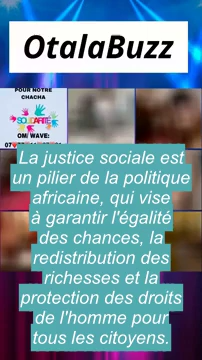 OtalaBuzz
POUR NOTRE
CHACHA
SOLIDARITÉ
OM/ WAVE:
La justice sociale est
un pilier de la politique
africaine, qui vise
à garantir l'égalité
des chances, la
redistribution des
richesses et la
protection des droits
de l'homme pour
tous les citoyens.